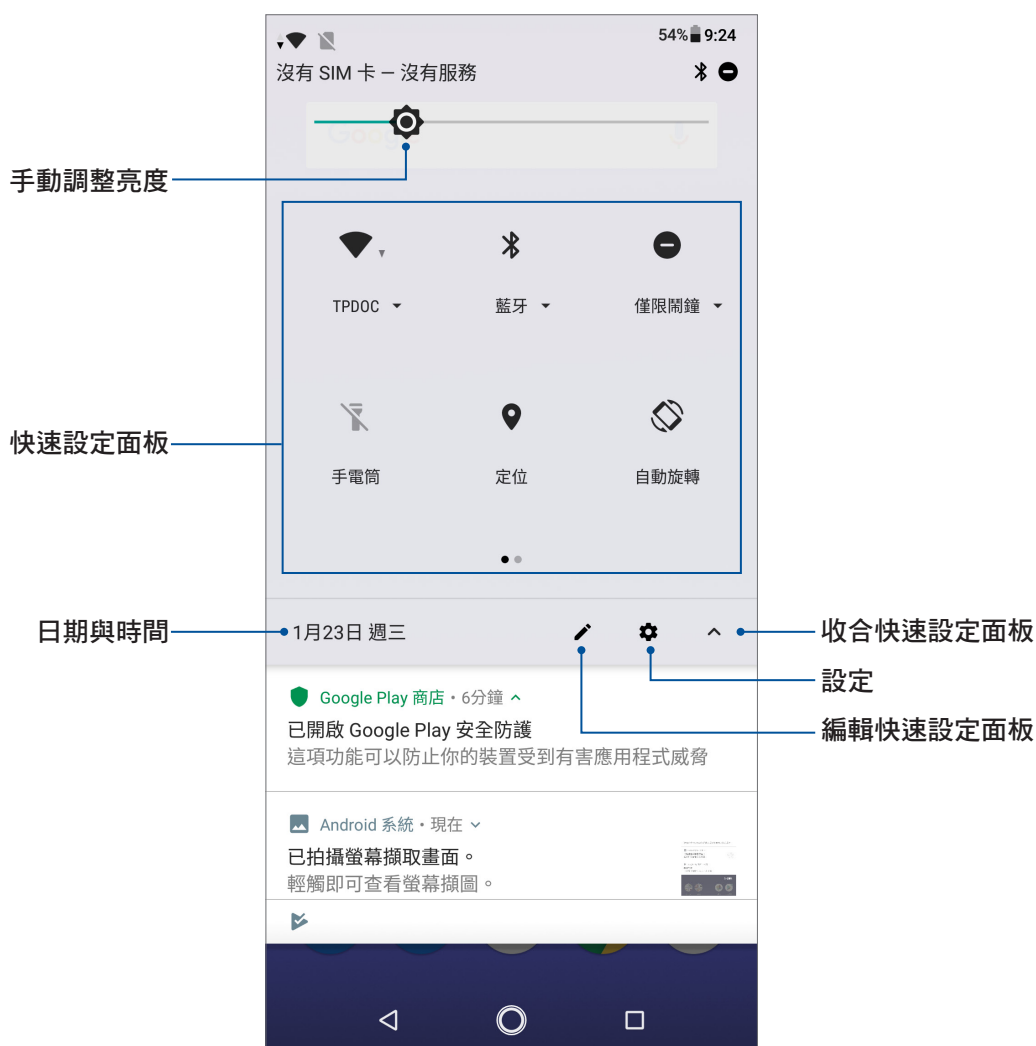 54% 9:24
沒有 SIM 卡 — 沒有服務
Google
手動調整亮度
TPDOC
藍牙
僅限鬧鐘
快速設定面板
手電筒
定位
自動旋轉
日期與時間
1月23日 週三
收合快速設定面板
設定
編輯快速設定面板
Google Play 商店・6分鐘
已開啟 Google Play 安全防護
這項功能可以防止你的裝置受到有害應用程式威脅
Android 系統・現在
已拍攝螢幕擷取畫面。
輕觸即可查看螢幕擷圖。